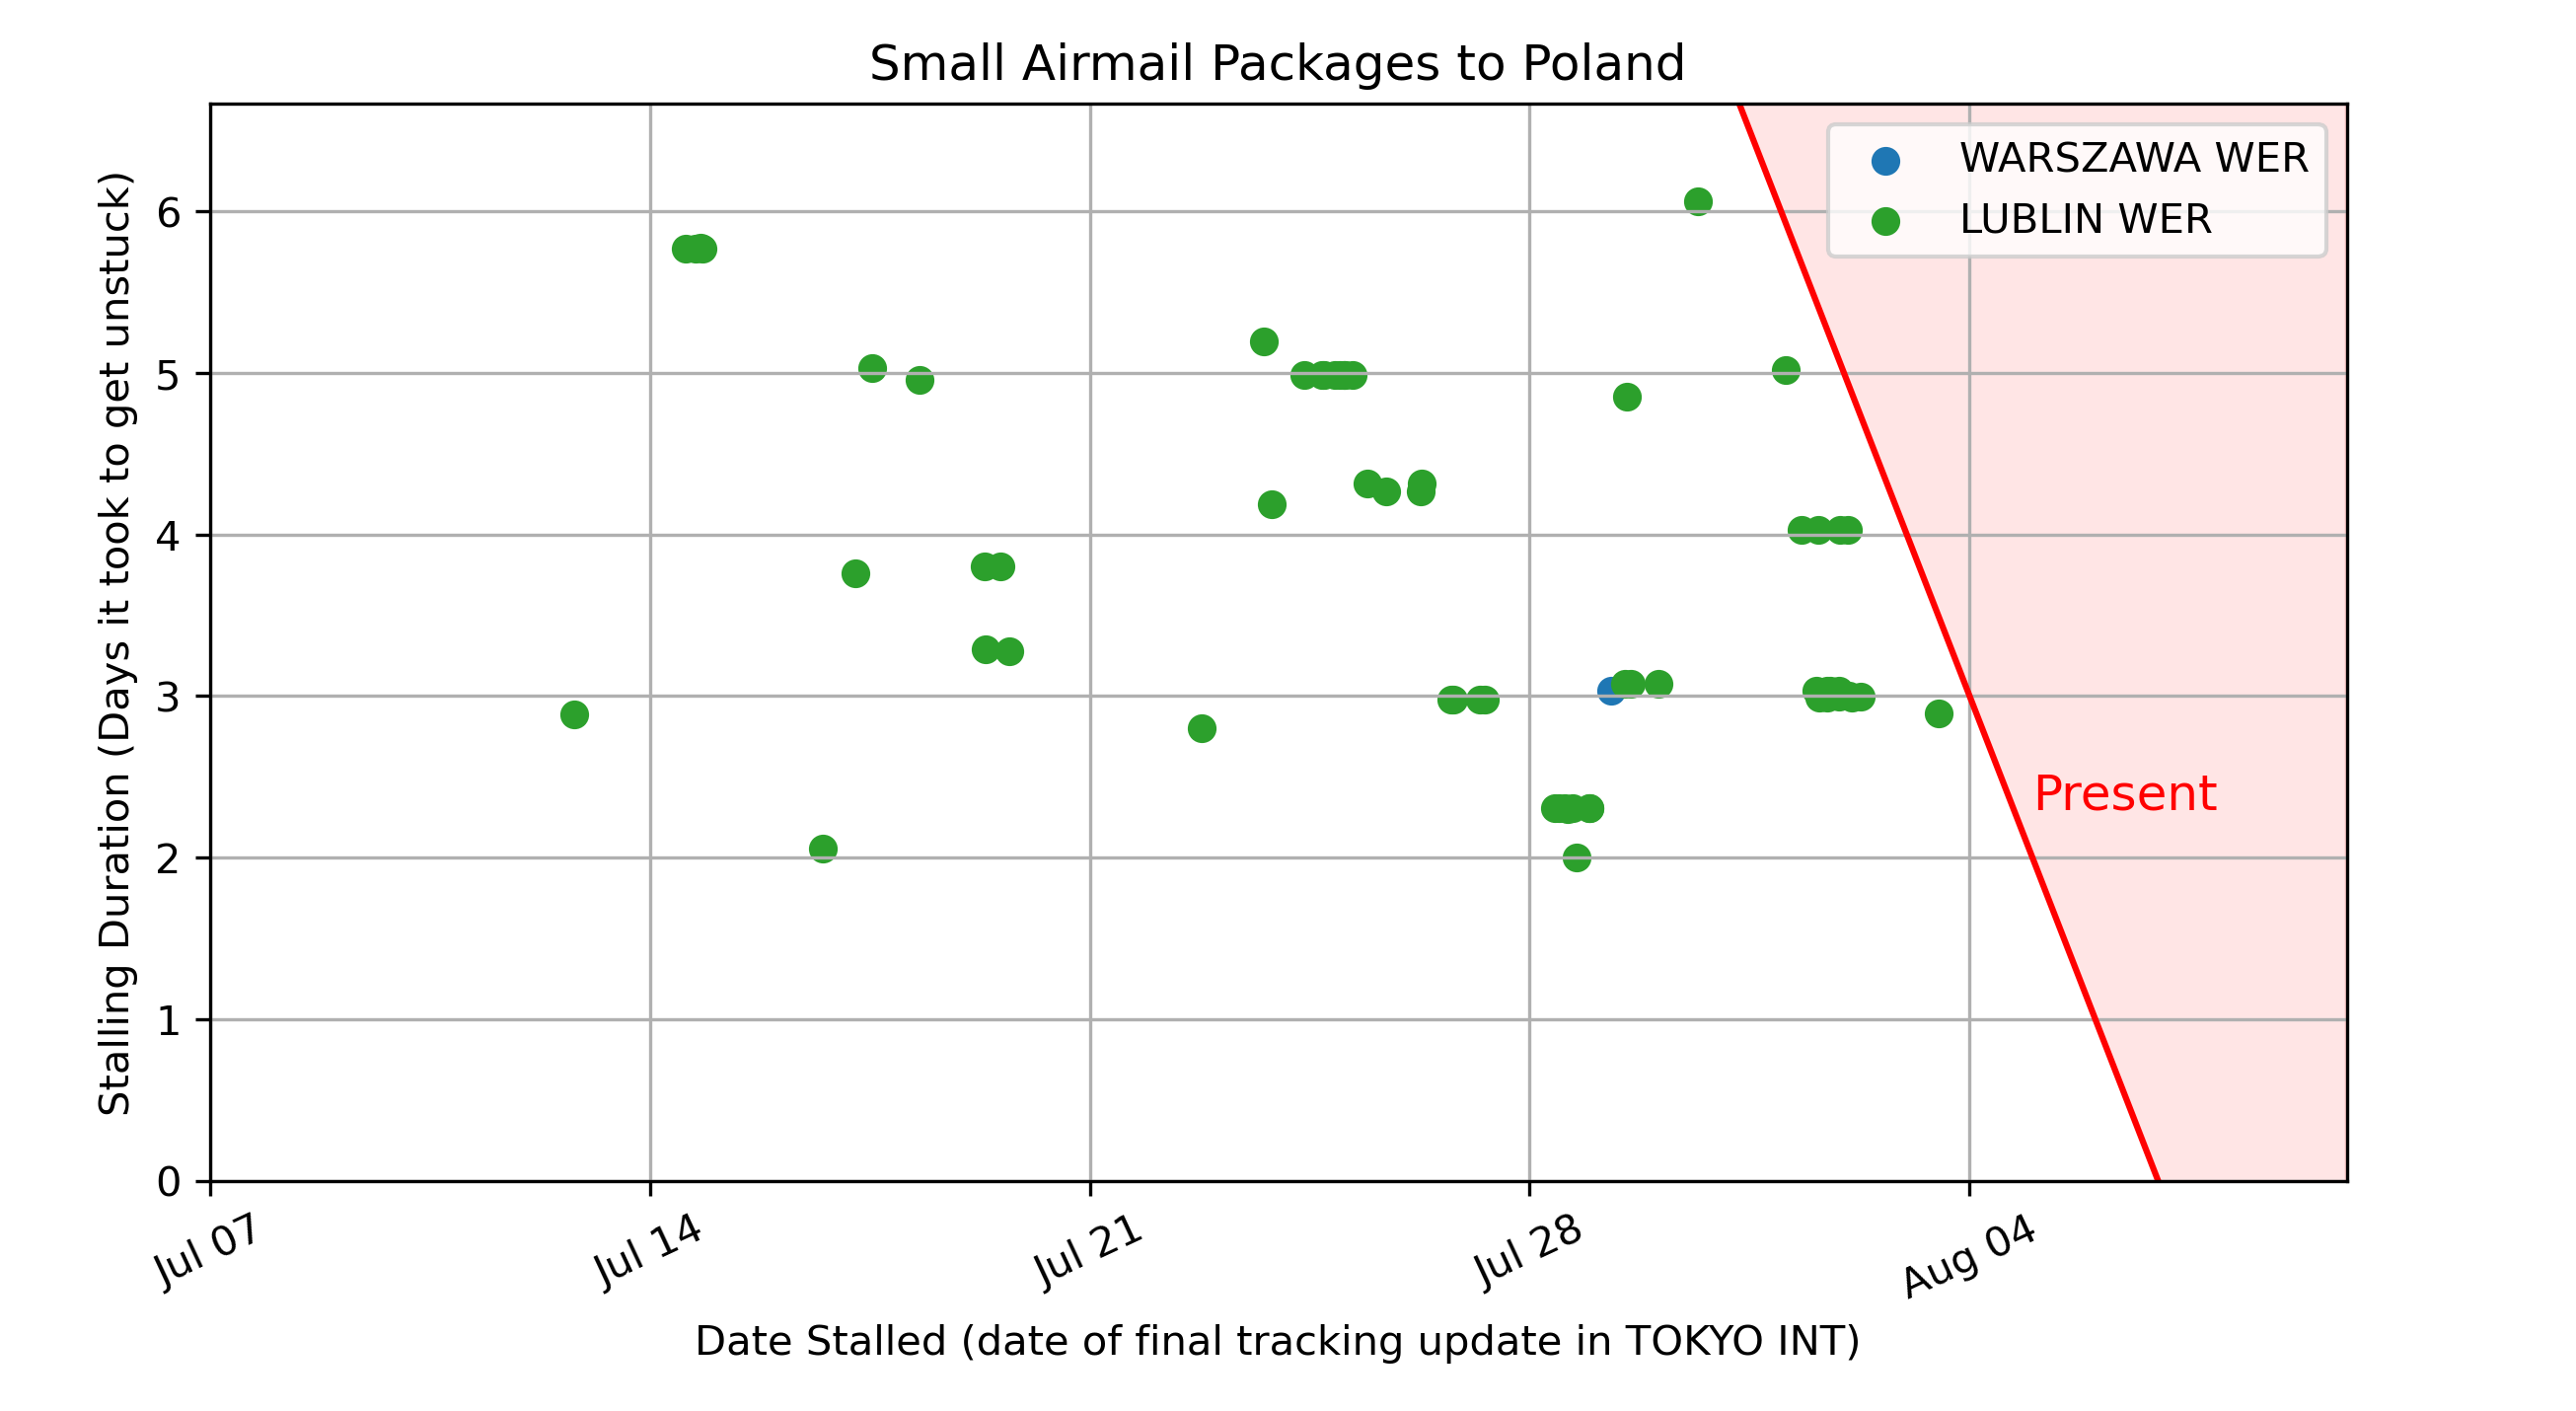 Small Airmail Packages to Poland
WARSZAWA WER
LUBLIN WER
Present
Stalling Duration (Days it took to get unstuck)
6
5
4
3
2
1
0
Jul 07
Jul 14
Jul 21
Jul 28
Aug 04
Date Stalled (date of final tracking update in TOKYO INT)